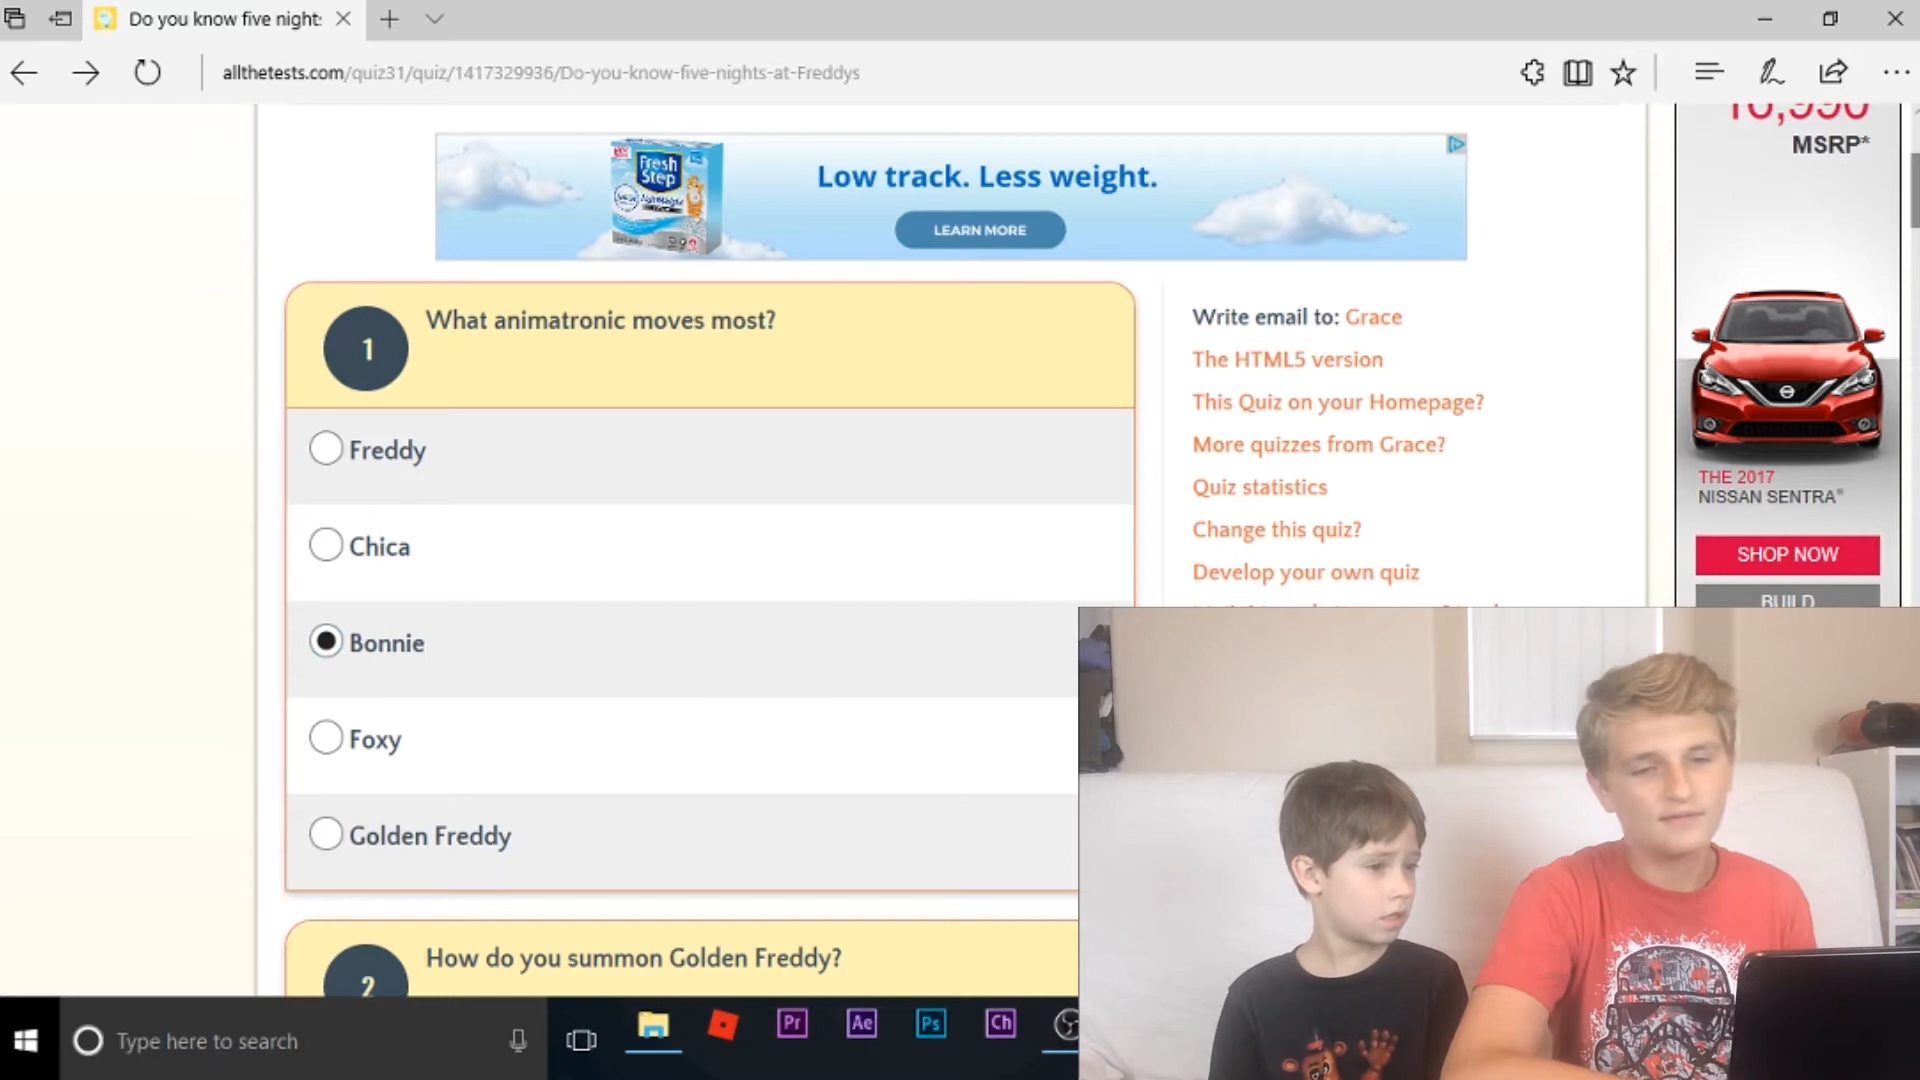 Do you know five night:
allthetests.com/quiz31/quiz/1417329936/Do-you-know-five-nights-at-Freddys
Fresh
Step
Low track. Less weight.
LEARN MORE
MSRP*
1
What animatronic moves most?
Freddy
Chica
Bonnie
Foxy
Golden Freddy
Write email to: Grace
The HTML5 version
This Quiz on your Homepage?
More quizzes from Grace?
Quiz statistics
Change this quiz?
Develop your own quiz
THE 2017
NISSAN SENTRA®
SHOP NOW
BUILD
2
How do you summon Golden Freddy?
Type here to search
Pr
Ae
Ps
Ch